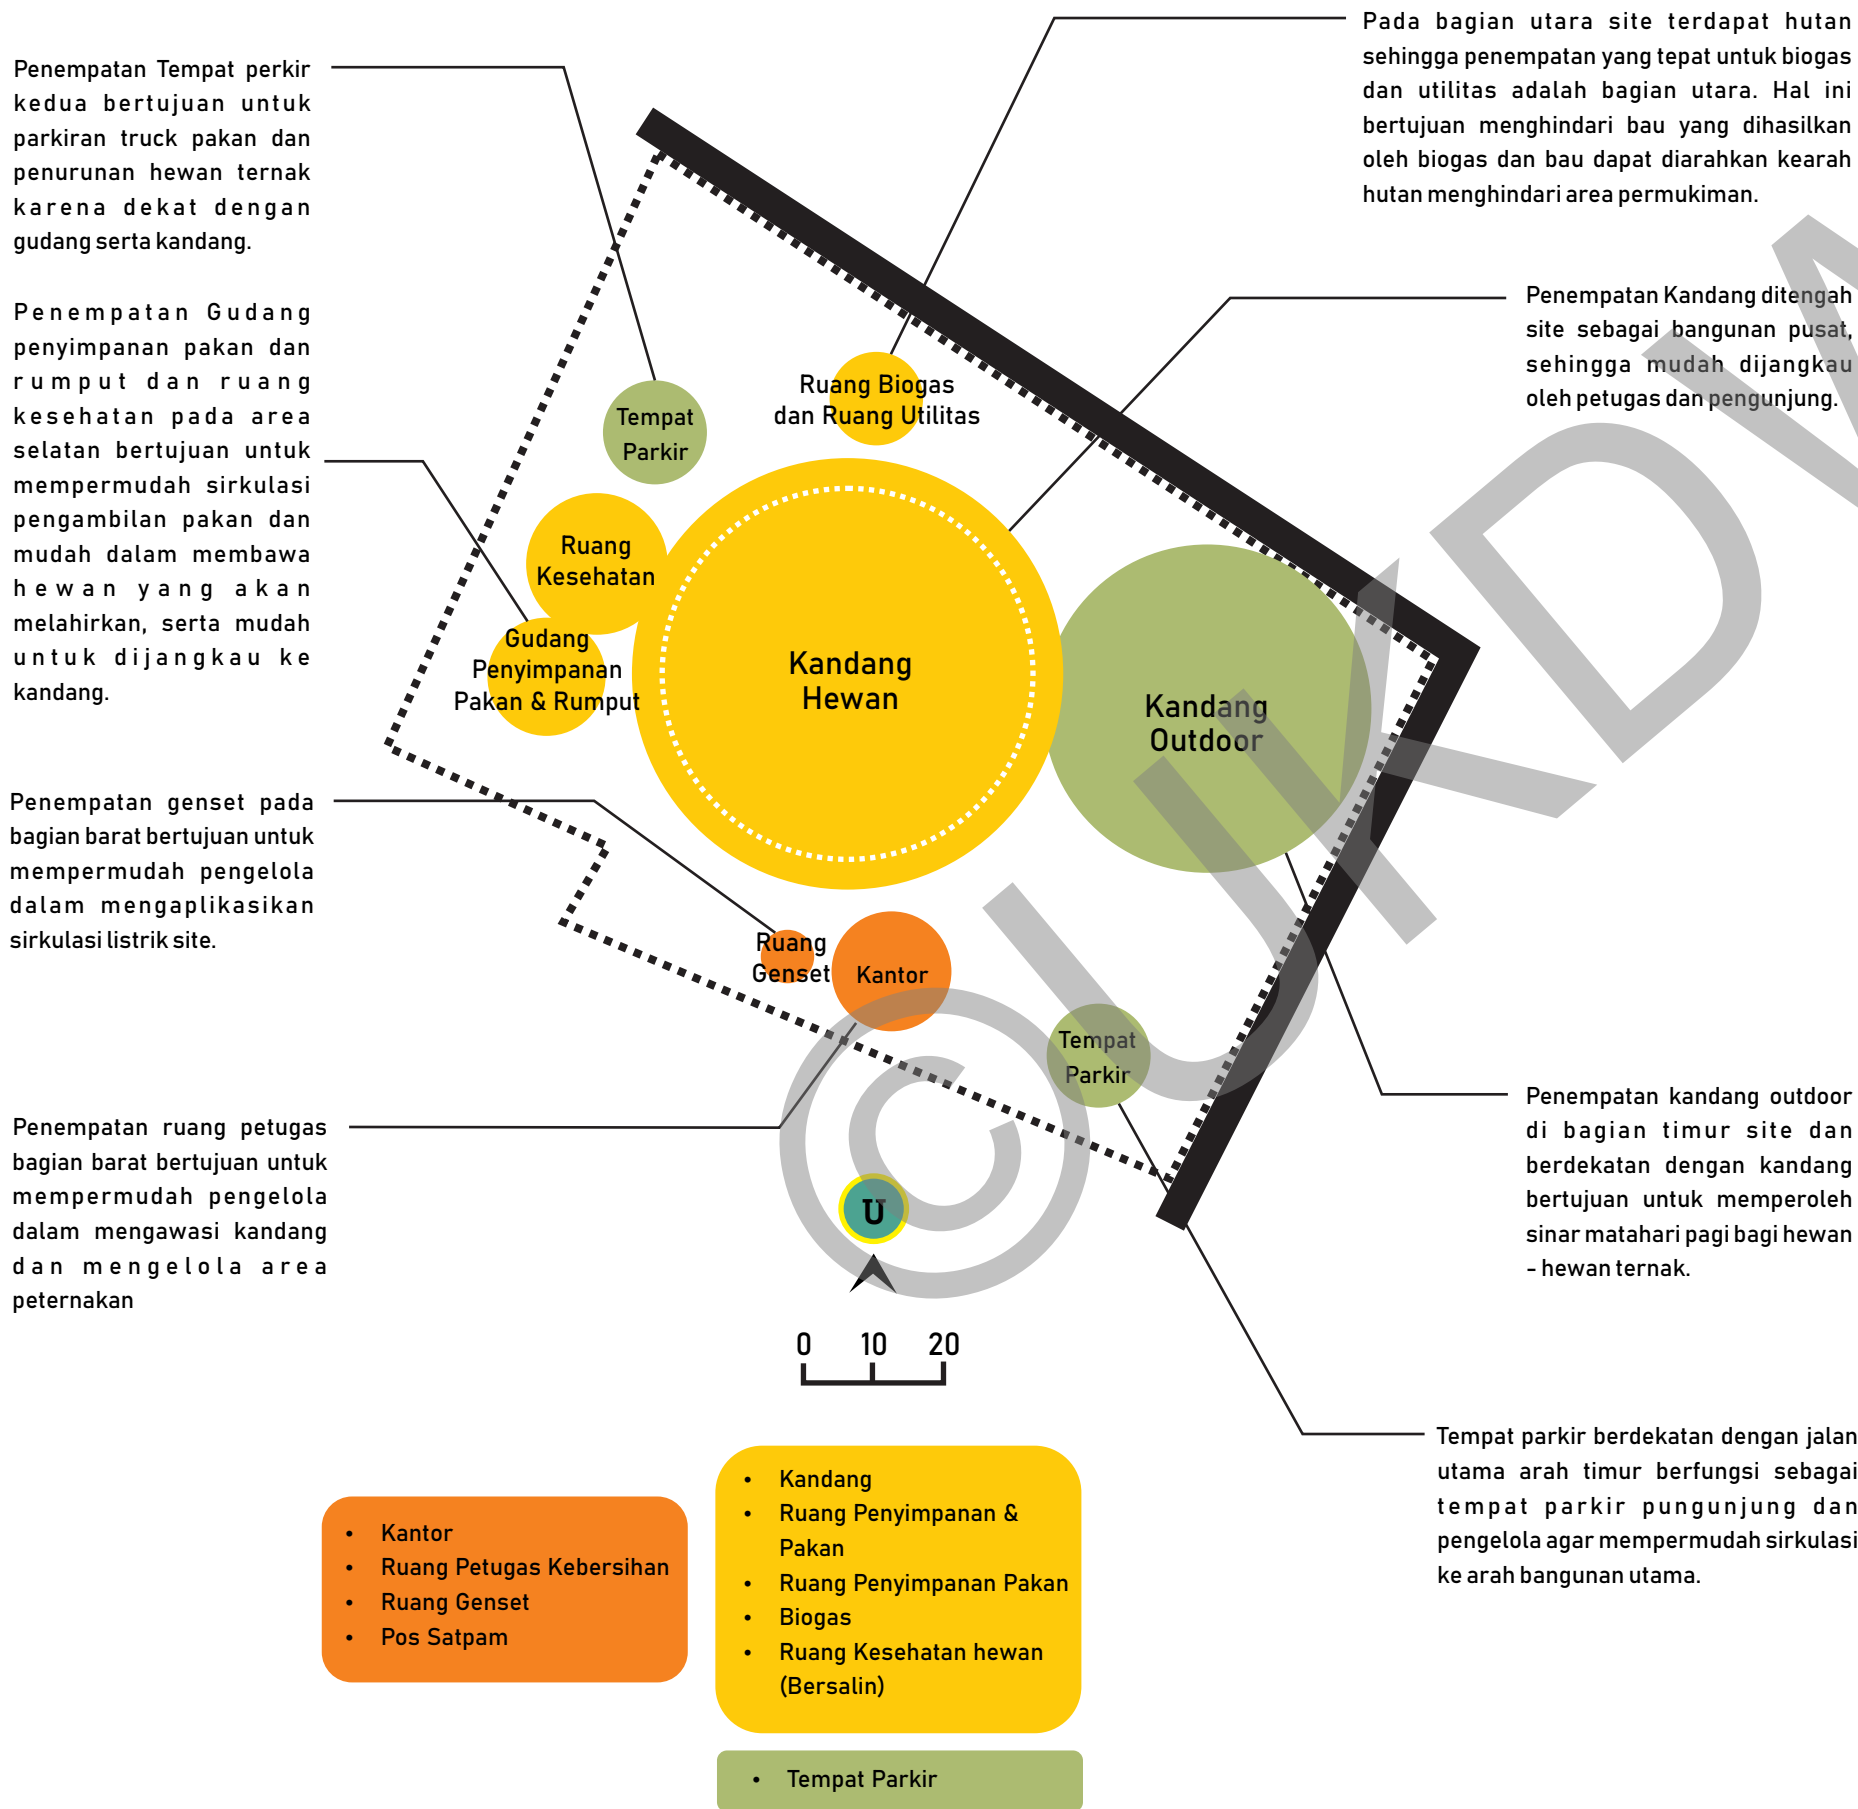 Penempatan Tempat perkir
kedua bertujuan untuk
parkiran truck pakan dan
penurunan hewan ternak
karena dekat dengan
gudang serta kandang.
Penempatan Gudang
penyimpanan pakan dan
rumput dan ruang
kesehatan pada area
selatan bertujuan untuk
mempermudah sirkulasi
pengambilan pakan dan
mudah dalam membawa
hewan yang akan
melahirkan, serta mudah
untuk dijangkau ke
kandang.
Penempatan genset pada
bagian barat bertujuan untuk
mempermudah pengelola
dalam mengaplikasikan
sirkulasi listrik site.
Penempatan ruang petugas
bagian barat bertujuan untuk
mempermudah pengelola
dalam mengawasi kandang
dan mengelola area
peternakan
Pada bagian utara site terdapat hutan
sehingga penempatan yang tepat untuk biogas
dan utilitas adalah bagian utara. Hal ini
bertujuan menghindari bau yang dihasilkan
oleh biogas dan bau dapat diarahkan kearah
hutan menghindari area permukiman.
Penempatan Kandang ditengah
site sebagai bangunan pusat,
sehingga mudah dijangkau
oleh petugas dan pengunjung.
Penempatan kandang outdoor
di bagian timur site dan
berdekatan dengan kandang
bertujuan untuk memperoleh
sinar matahari pagi bagi hewan
- hewan ternak.
Tempat parkir berdekatan dengan jalan
utama arah timur berfungsi sebagai
tempat parkir pungunjung dan
pengelola agar mempermudah sirkulasi
ke arah bangunan utama.
Tempat
Parkir
Ruang Biogas
dan Ruang Utilitas
Ruang
Kesehatan
Gudang
Penyimpanan
Pakan & Rumput
Kandang
Hewan
Kandang
Outdoor
Ruang
Genset
Kantor
Tempat
Parkir
U
0 10 20
• Kantor
• Ruang Petugas Kebersihan
• Ruang Genset
• Pos Satpam
• Kandang
• Ruang Penyimpanan &
Pakan
• Ruang Penyimpanan Pakan
• Biogas
• Ruang Kesehatan hewan
(Bersalin)
• Tempat Parkir
©UKDW